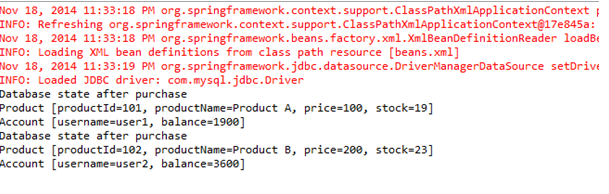 Nov 18, 2014 11:33:18 PM org.springframework.context.support.ClassPathXmlApplicationContext p
INFO: Refreshing org.springframework.context.support.ClassPathXmlApplicationContext@17e845a:
Nov 18, 2014 11:33:18 PM org.springframework.beans.factory.xml.XmlBeanDefinitionReader loadBe
INFO: Loading XML bean definitions from class path resource [beans.xml]
Nov 18, 2014 11:33:19 PM org.springframework.jdbc.datasource.DriverManagerDataSource setDrive
INFO: Loaded JDBC driver: com.mysql.jdbc.Driver
Database state after purchase
Product [productId=101, productName=Product A, price=100, stock=19]
Account [username=user1, balance=1900]
Database state after purchase
Product [productId=102, productName=Product B, price=200, stock=23]
Account [username=user2, balance=3600]